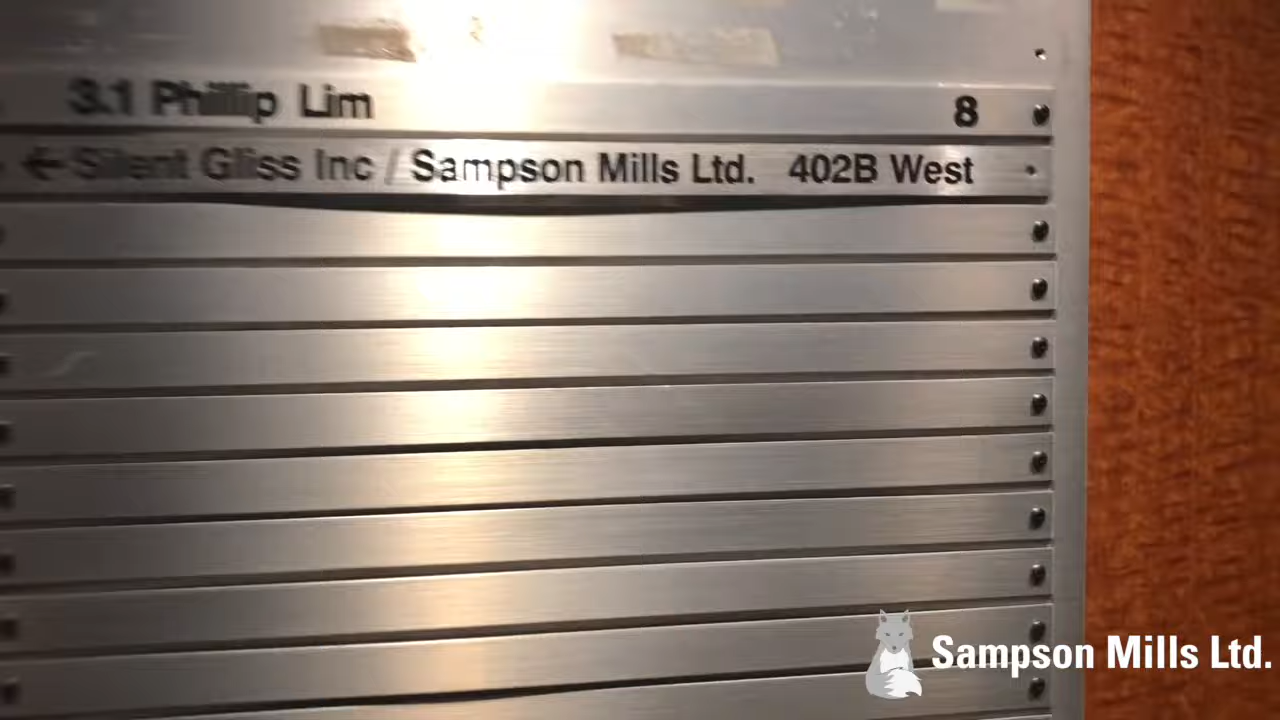 3.1 Phillip Lim 8
← Silent Gliss Inc / Sampson Mills Ltd. 402B West
Sampson Mills Ltd.